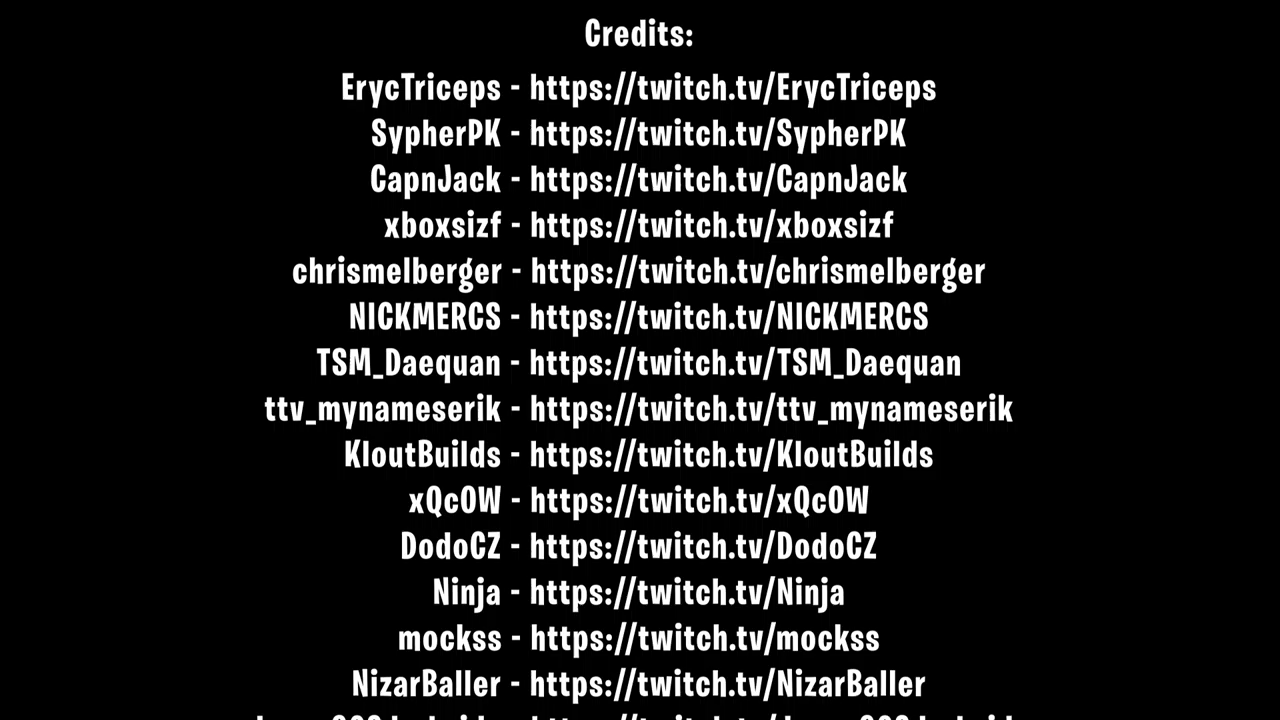 Credits:
ErycTriceps - https://twitch.tv/ErycTriceps
SypherPK - https://twitch.tv/SypherPK
CapnJack - https://twitch.tv/CapnJack
xboxsizf - https://twitch.tv/xboxsizf
chrismelberger - https://twitch.tv/chrismelberger
NICKMERCS - https://twitch.tv/NICKMERCS
TSM_Daequan - https://twitch.tv/TSM_Daequan
ttv_mynameserik - https://twitch.tv/ttv_mynameserik
KloutBuilds - https://twitch.tv/KloutBuilds
xQcOW - https://twitch.tv/xQcOW
DodoCZ - https://twitch.tv/DodoCZ
Ninja - https://twitch.tv/Ninja
mockss - https://twitch.tv/mockss
NizarBaller - https://twitch.tv/NizarBaller